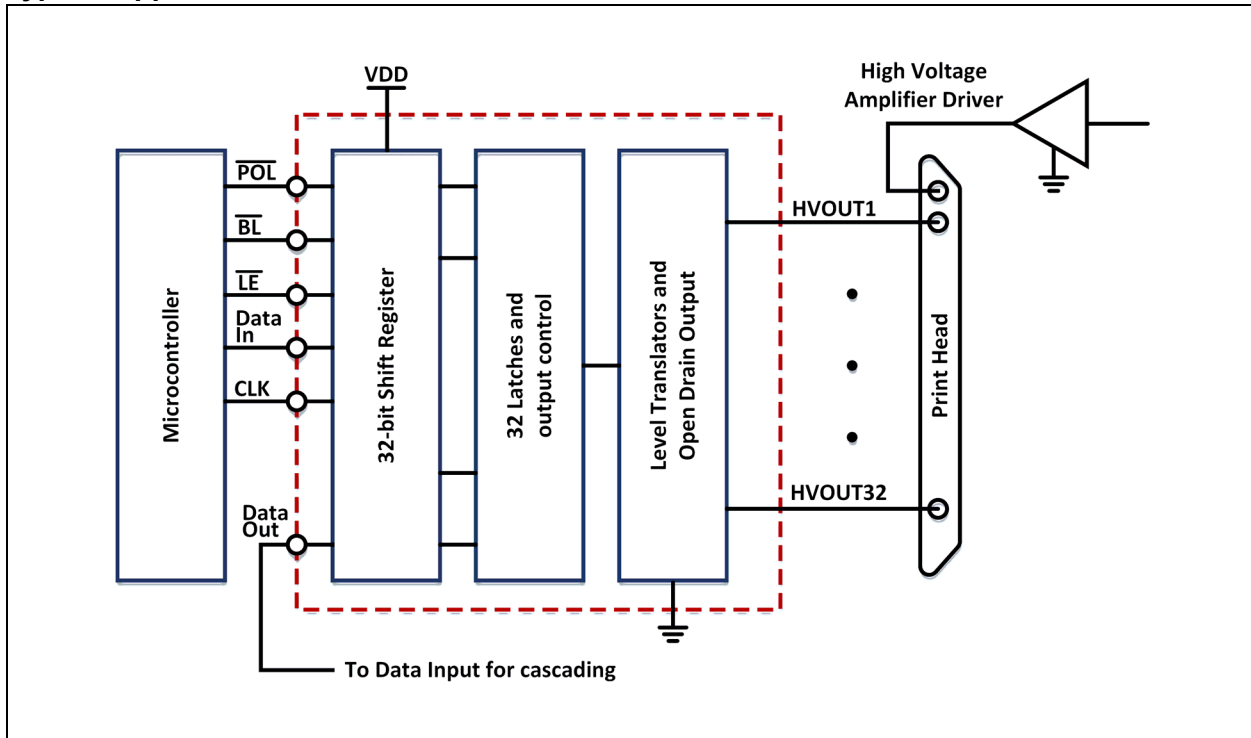 VDD
High Voltage
Amplifier Driver
POL
BL
LE
Data
In
CLK
Data
Out
Microcontroller
32-bit Shift Register
32 Latches and
output control
Level Translators and
Open Drain Output
HVOUT1
HVOUT32
Print Head
To Data Input for cascading